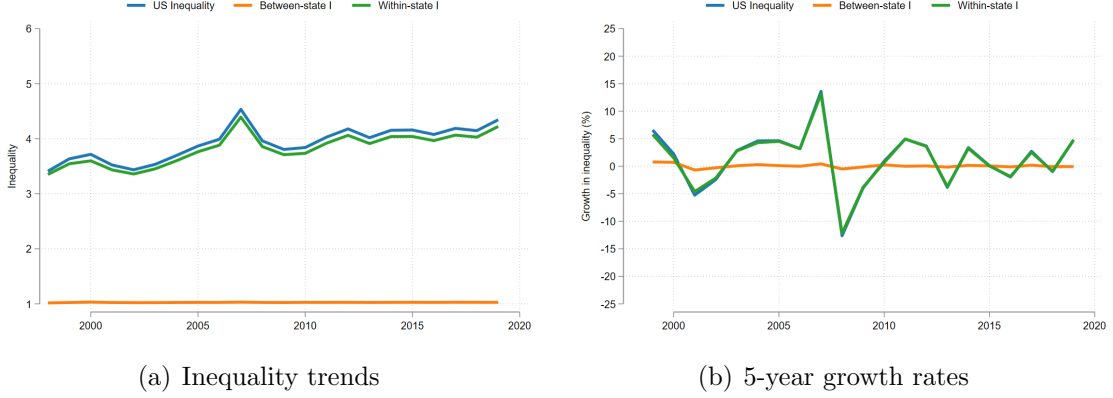 US Inequality Between-state I Within-state I
6
5
4
3
2
1
Inequality
2000 2005 2010 2015 2020
(a) Inequality trends
US Inequality Between-state I Within-state I
25
20
15
10
5
0
-5
-10
-15
-20
-25
Growth in inequality (%)
2000 2005 2010 2015 2020
(b) 5-year growth rates